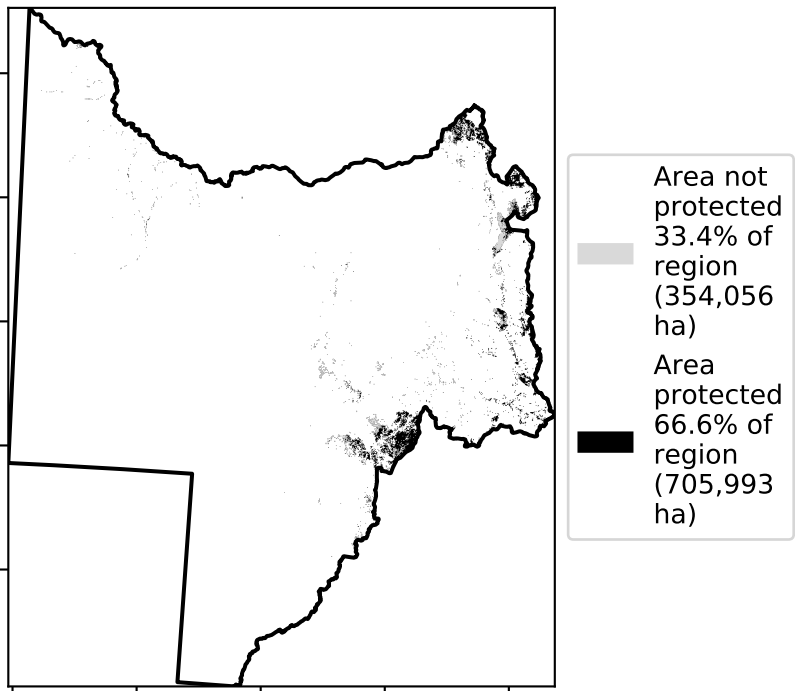 Area not
protected
33.4% of
region
(354,056
ha)
Area
protected
66.6% of
region
(705,993
ha)